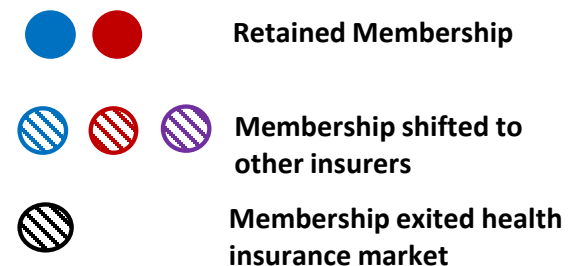 Retained Membership
Membership shifted to
other insurers
Membership exited health
insurance market